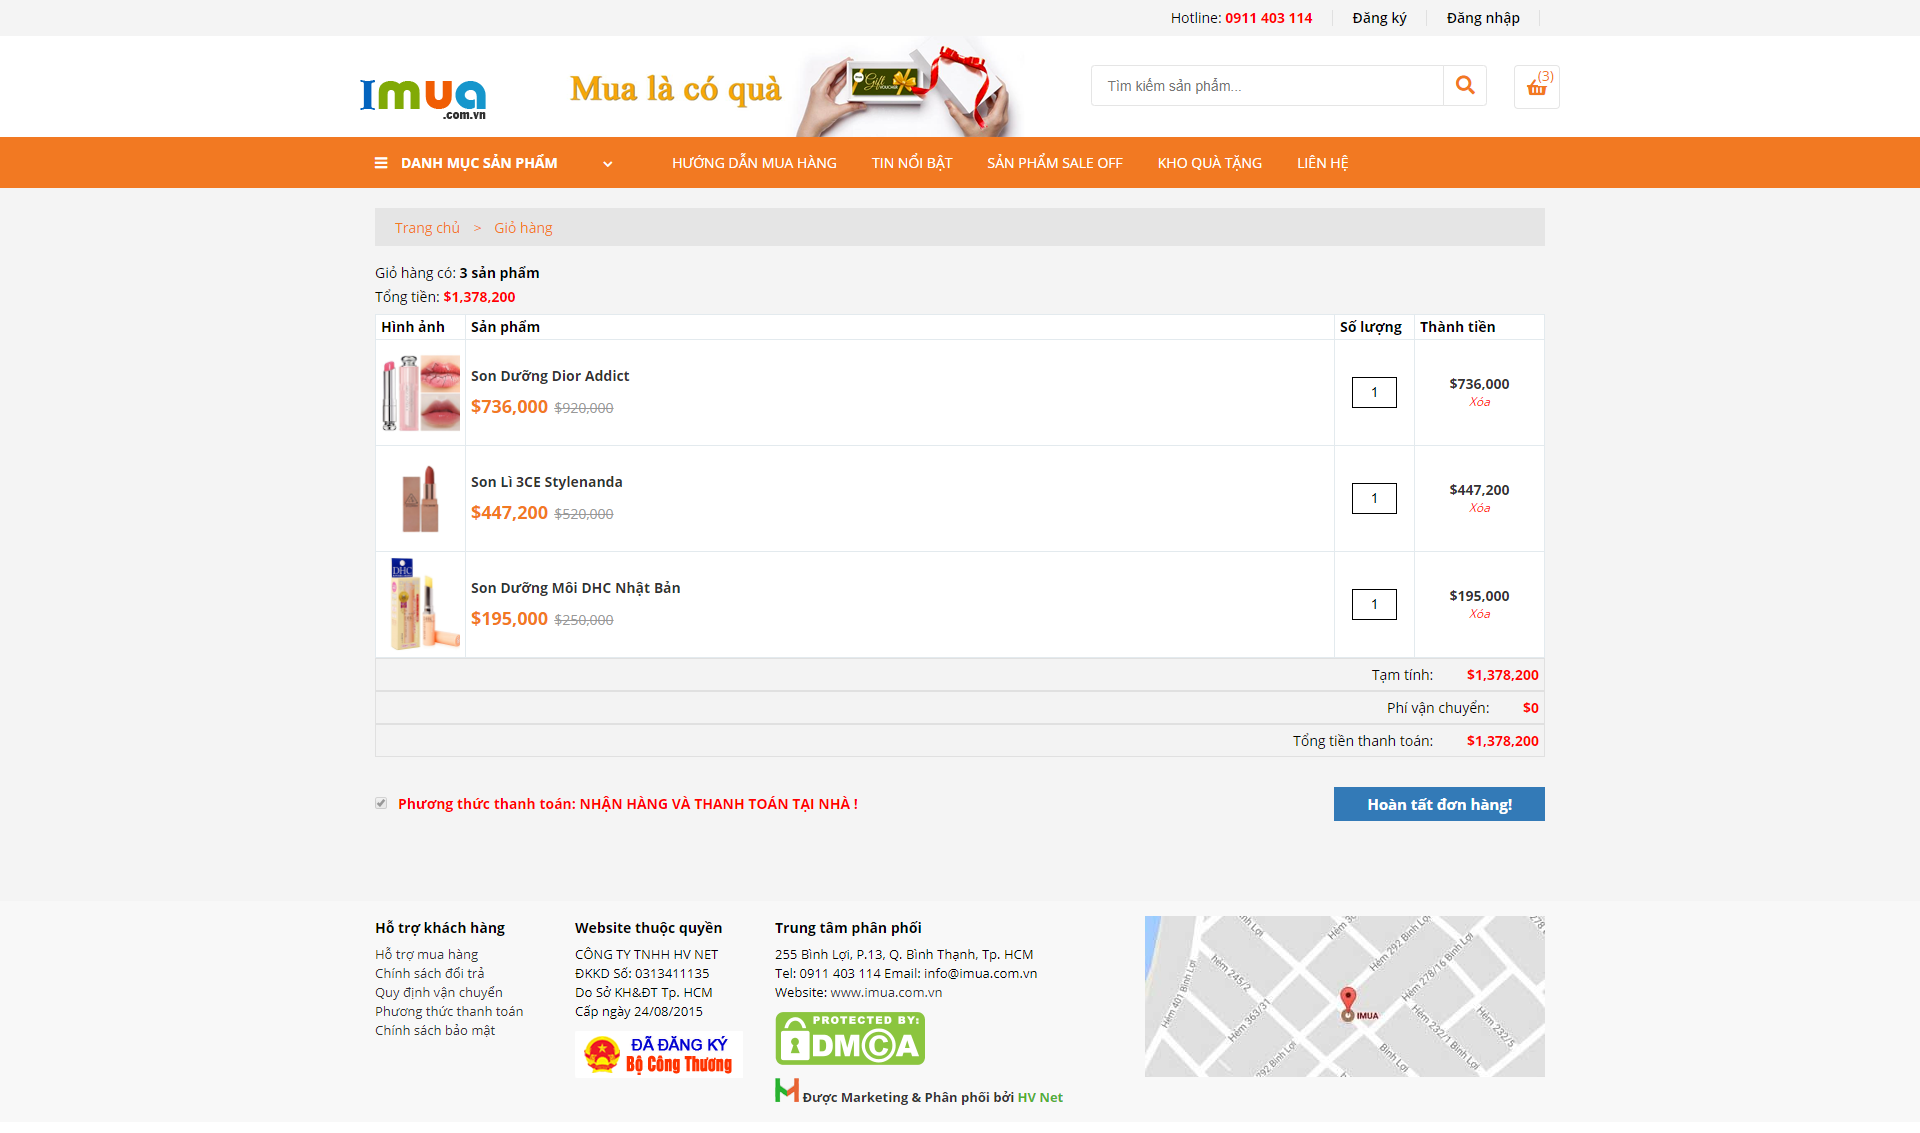 Hotline: 0911 403 114
Đăng ký
Đăng nhập
Imua
.com.vn
Mua là có quà
Gift
VOUCHER
Tìm kiếm sản phẩm...
(3)
DANH MỤC SẢN PHẨM
HƯỚNG DẪN MUA HÀNG
TIN NỔI BẬT
SẢN PHẨM SALE OFF
KHO QUÀ TẶNG
LIÊN HỆ
Trang chủ > Giỏ hàng
Giỏ hàng có: 3 sản phẩm
Tổng tiền: $1,378,200
Hình ảnh Sản phẩm Số lượng Thành tiền
Son Dưỡng Dior Addict
$736,000 $920,000
1
$736,000
Xóa
Son Lì 3CE Stylenanda
$447,200 $520,000
1
$447,200
Xóa
DHC
Son Dưỡng Môi DHC Nhật Bản
$195,000 $250,000
1
$195,000
Xóa
Tạm tính: $1,378,200
Phí vận chuyển: $0
Tổng tiền thanh toán: $1,378,200
Phương thức thanh toán: NHẬN HÀNG VÀ THANH TOÁN TẠI NHÀ !
Hoàn tất đơn hàng!
Hỗ trợ khách hàng
Hỗ trợ mua hàng
Chính sách đổi trả
Quy định vận chuyển
Phương thức thanh toán
Chính sách bảo mật
Website thuộc quyền
CÔNG TY TNHH HV NET
ĐKKD Số: 0313411135
Do Sở KH&ĐT Tp. HCM
Cấp ngày 24/08/2015
ĐÃ ĐĂNG KÝ
Bộ Công Thương
Trung tâm phân phối
255 Bình Lợi, P.13, Q. Bình Thạnh, Tp. HCM
Tel: 0911 403 114 Email: info@imua.com.vn
Website: www.imua.com.vn
PROTECTED BY:
DMCA
Được Marketing & Phân phối bởi HV Net
Hẻm 401 Bình Lợi
Hẻm 245/2
Hẻm 363/31
Hẻm 292 Bình Lợi
Hẻm 278/16 Bình Lợi
Hẻm 232/1 Bình Lợi
Hẻm 232/5
292 Bình Lợi
Bình Lợi
IMUA